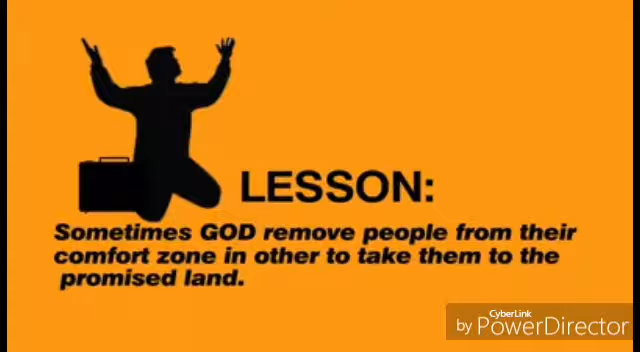 LESSON:
Sometimes GOD remove people from their
comfort zone in other to take them to the
promised land.
CyberLink
by PowerDirector